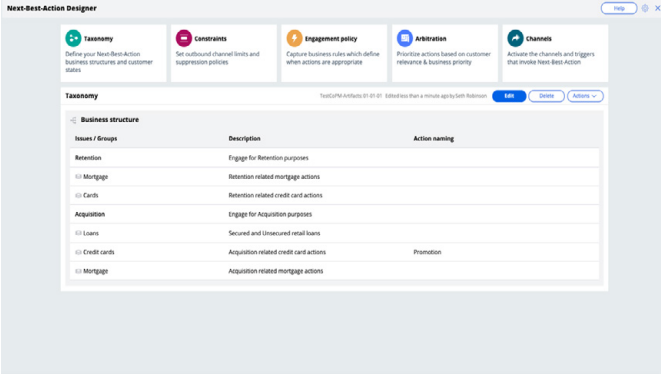 Next-Best-Action Designer
Help
Taxonomy
Define your Next-Best-Action
business structures and customer
states
Constraints
Set outbound channel limits and
suppression policies
Engagement policy
Capture business rules which define
when actions are appropriate
Arbitration
Prioritize actions based on customer
relevance & business priority
Channels
Activate the channels and triggers
that invoke Next-Best-Action
Taxonomy
TestCoPM-Artifacts:01-01-01 Edited less than a minute ago by Seth Robinson
Edit
Delete
Actions
Business structure
Issues / Groups Description Action naming
Retention Engage for Retention purposes
Mortgage Retention related mortgage actions
Cards Retention related credit card actions
Acquisition Engage for Acquisition purposes
Loans Secured and Unsecured retail loans
Credit cards Acquisition related credit card actions Promotion
Mortgage Acquisition related mortgage actions